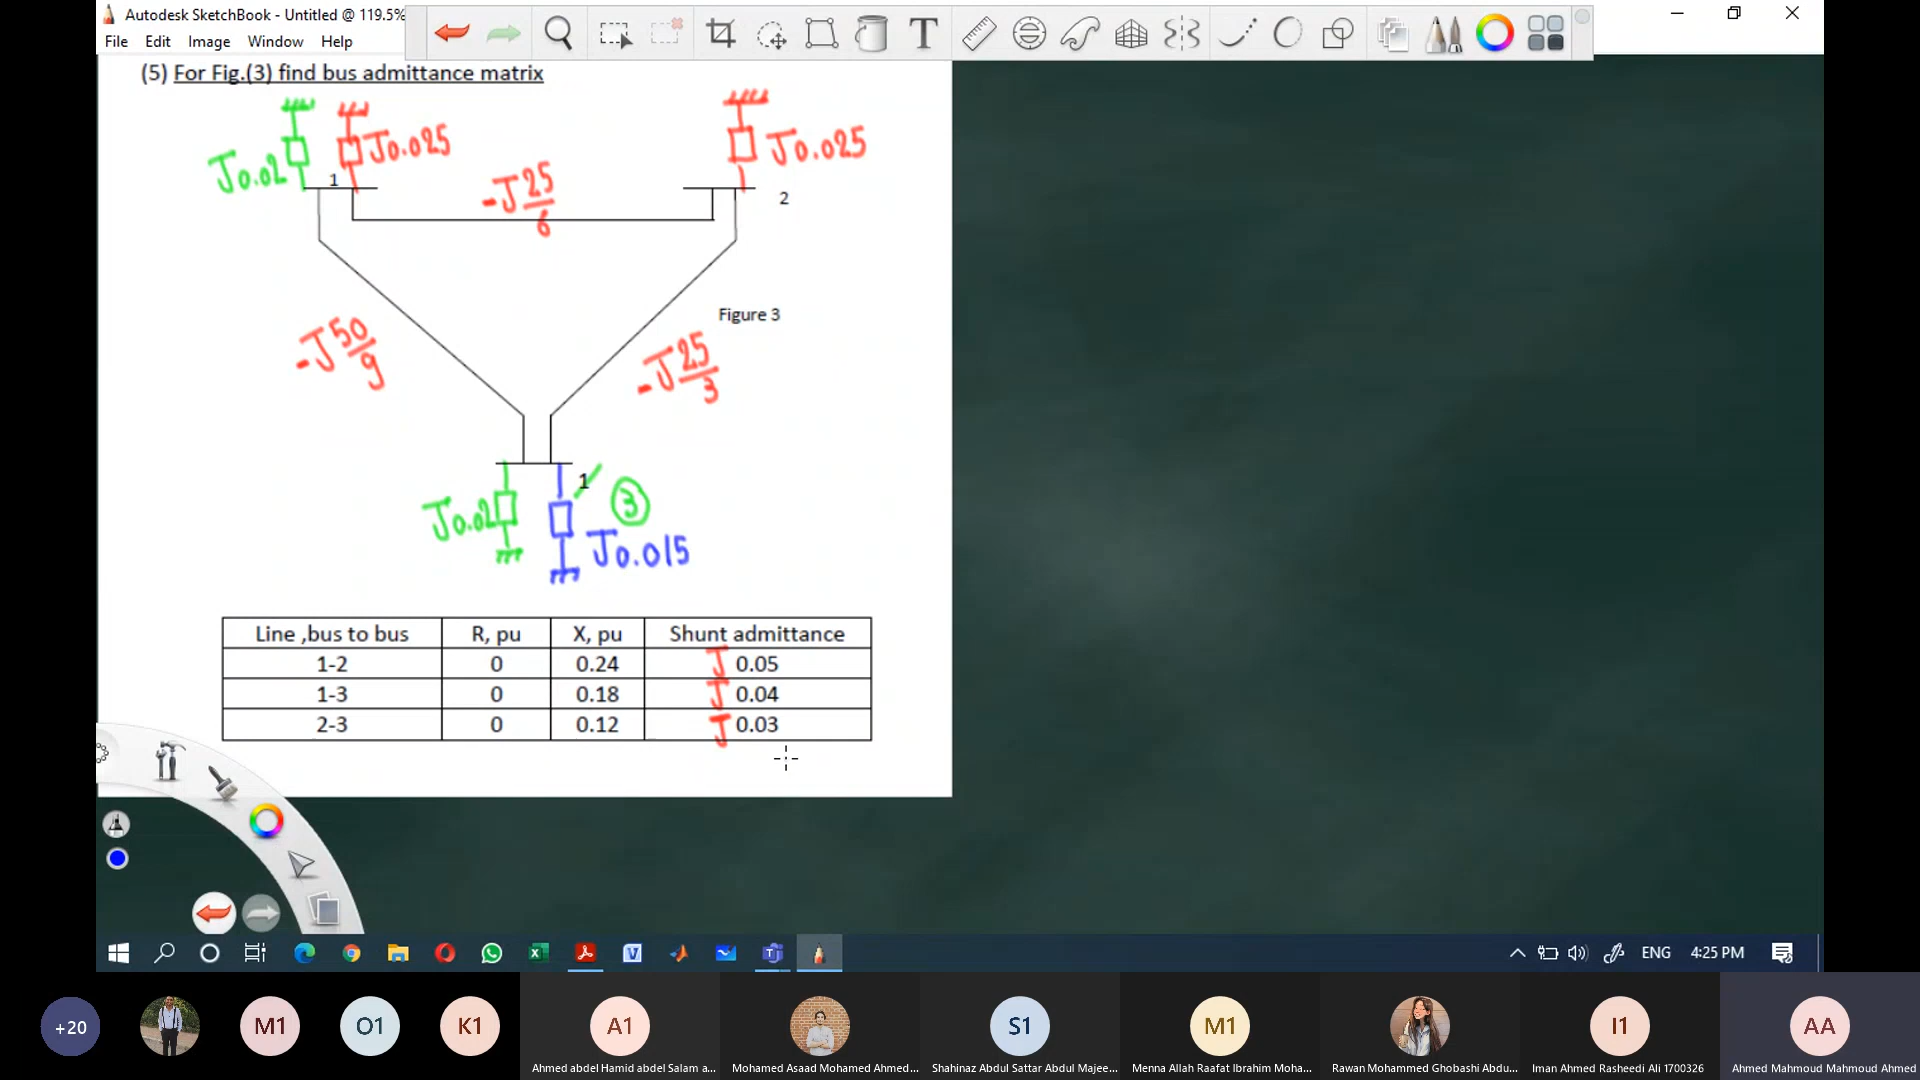 Autodesk SketchBook - Untitled @ 119.5%
File Edit Image Window Help
(5) For Fig.(3) find bus admittance matrix
J0.02
J0.025
J0.025
1
2
-J25/6
Figure 3
-J50/9
-J25/3
1
3
J0.02
J0.015
Line ,bus to bus R, pu X, pu Shunt admittance
1-2 0 0.24 J 0.05
1-3 0 0.18 J 0.04
2-3 0 0.12 J 0.03
ENG 4:25 PM
+20 M1 O1 K1 A1 S1 M1 I1 AA
Ahmed abdel Hamid abdel Salam a...
Mohamed Asaad Mohamed Ahmed...
Shahinaz Abdul Sattar Abdul Majee...
Menna Allah Raafat Ibrahim Moha...
Rawan Mohammed Ghobashi Abdu...
Iman Ahmed Rasheedi Ali 1700326
Ahmed Mahmoud Mahmoud Ahmed